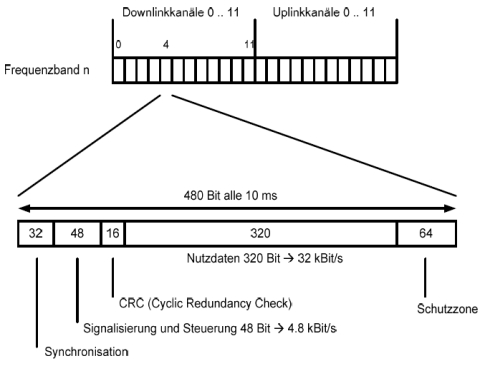 Downlinkkanäle 0 .. 11 Uplinkkanäle 0 .. 11
0 4 11
Frequenzband n
480 Bit alle 10 ms
32 48 16 320 64
Nutzdaten 320 Bit → 32 kBit/s
CRC (Cyclic Redundancy Check)
Schutzzone
Signalisierung und Steuerung 48 Bit → 4.8 kBit/s
Synchronisation